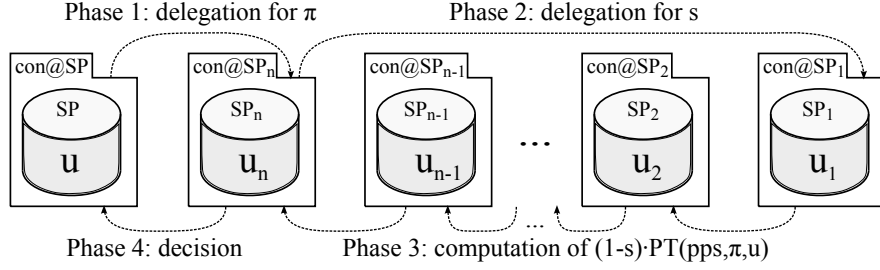 Phase 1: delegation for π Phase 2: delegation for s
con@SP con@SPₙ con@SPₙ₋₁ con@SP₂ con@SP₁
SP SPₙ SPₙ₋₁ SP₂ SP₁
u uₙ uₙ₋₁ ... u₂ u₁
...
Phase 4: decision Phase 3: computation of (1-s)·PT(pps,π,u)